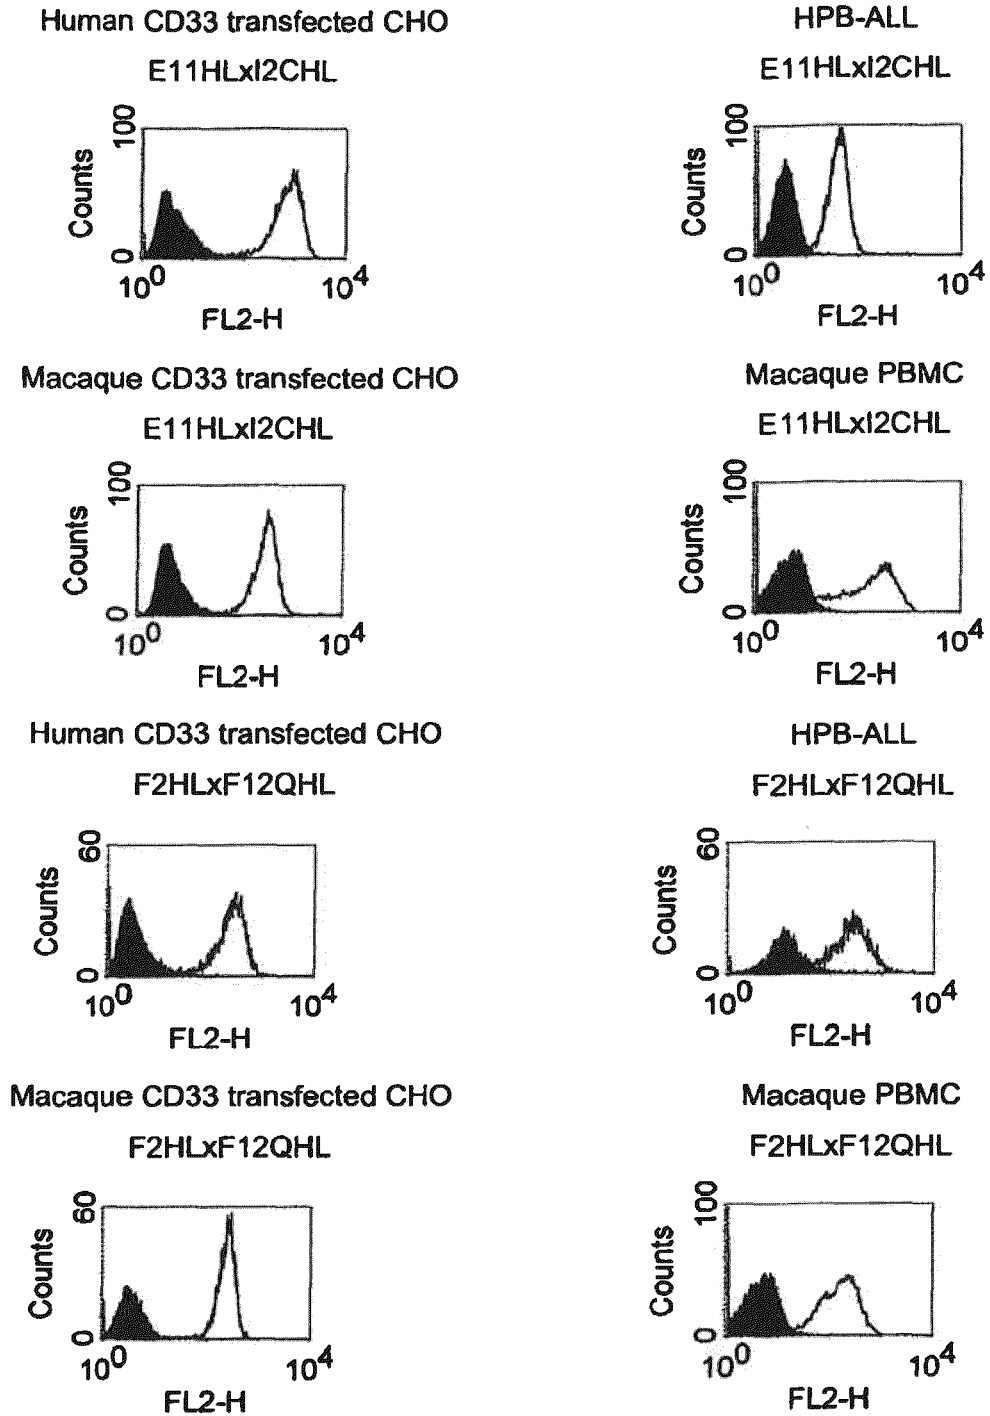 Human CD33 transfected CHO
E11HLxI2CHL
100
Counts
0
10^0
10^4
FL2-H
HPB-ALL
E11HLxI2CHL
100
Counts
0
10^0
10^4
FL2-H
Macaque CD33 transfected CHO
E11HLxI2CHL
100
Counts
0
10^0
10^4
FL2-H
Macaque PBMC
E11HLxI2CHL
100
Counts
0
10^0
10^4
FL2-H
Human CD33 transfected CHO
F2HLxF12QHL
60
Counts
0
10^0
10^4
FL2-H
HPB-ALL
F2HLxF12QHL
60
Counts
0
10^0
10^4
FL2-H
Macaque CD33 transfected CHO
F2HLxF12QHL
60
Counts
0
10^0
10^4
FL2-H
Macaque PBMC
F2HLxF12QHL
100
Counts
0
10^0
10^4
FL2-H